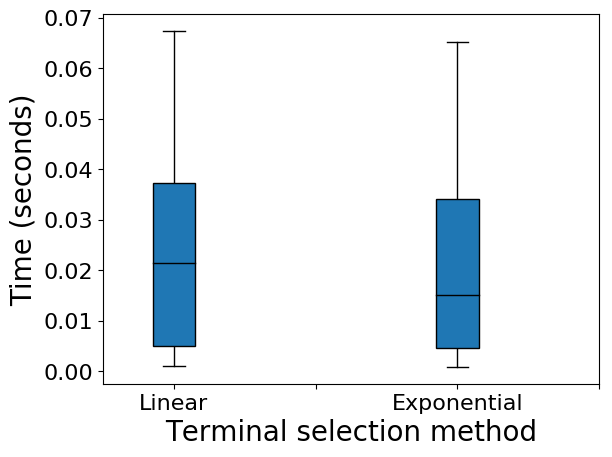 0.07
0.06
0.05
0.04
0.03
0.02
0.01
0.00
Time (seconds)
Linear
Exponential
Terminal selection method